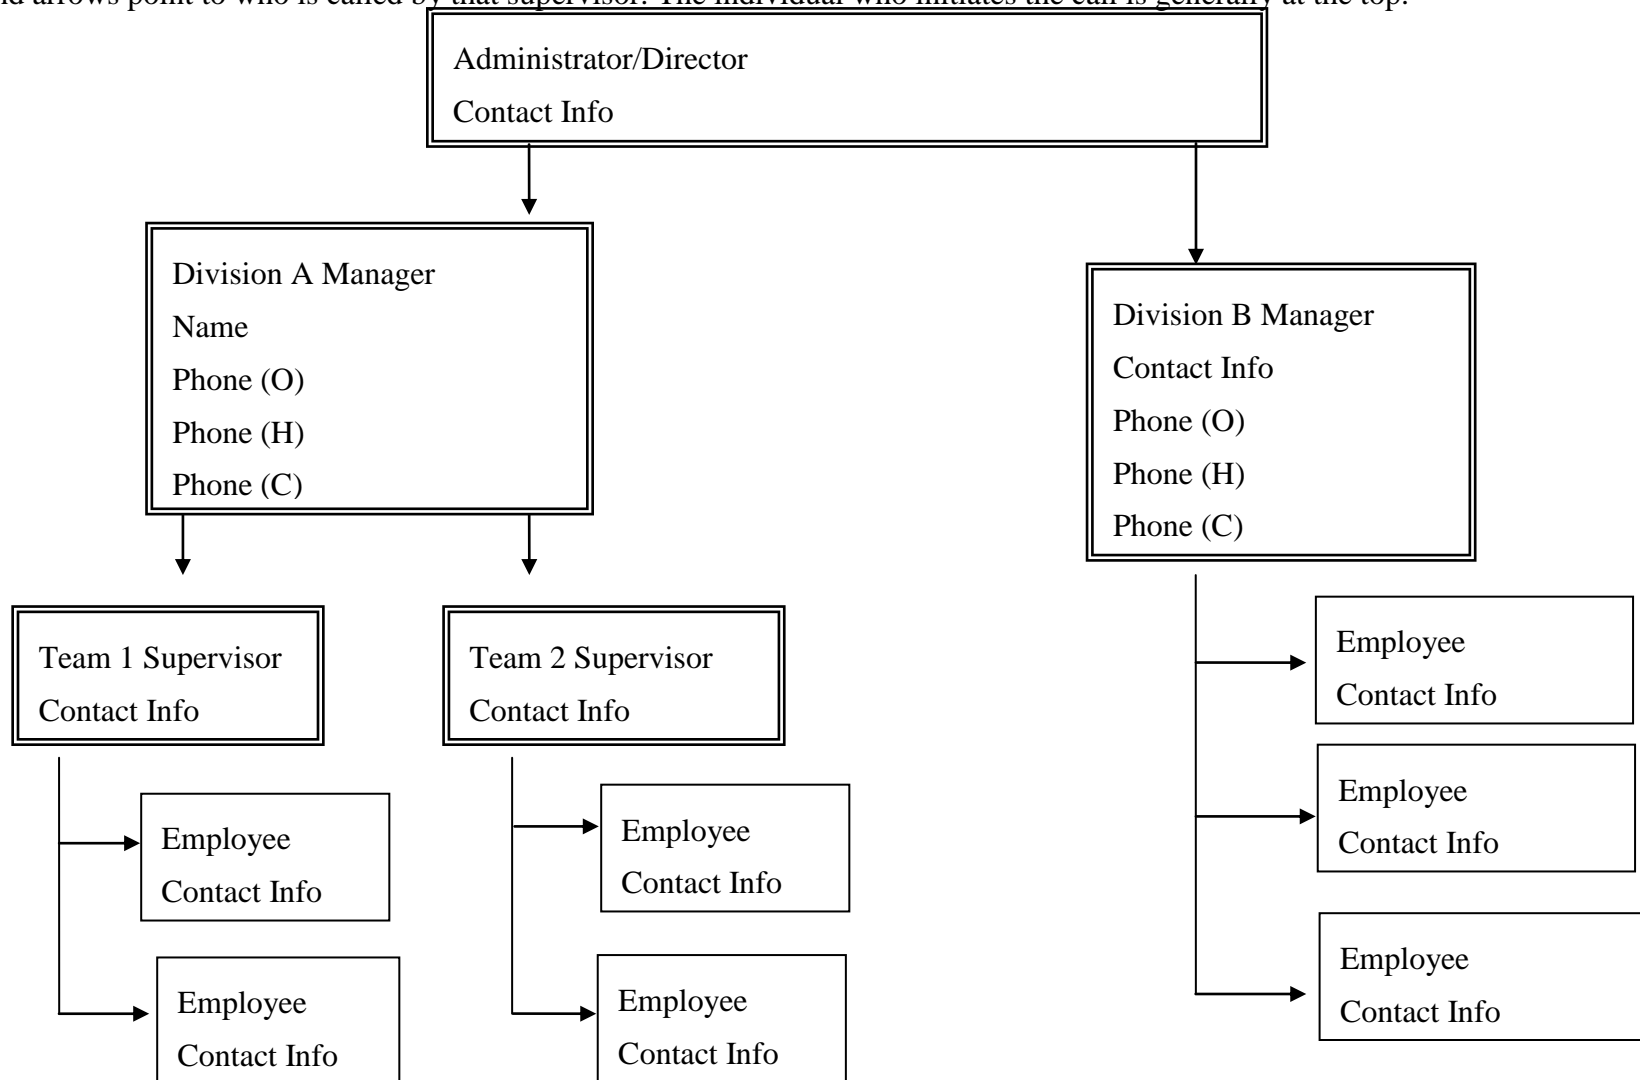 nd arrows point to who is called by that supervisor. The individual who initiates the call is generally at the top.
Administrator/Director
Contact Info
Division A Manager
Name
Phone (O)
Phone (H)
Phone (C)
Division B Manager
Contact Info
Phone (O)
Phone (H)
Phone (C)
Team 1 Supervisor
Contact Info
Team 2 Supervisor
Contact Info
Employee
Contact Info
Employee
Contact Info
Employee
Contact Info
Employee
Contact Info
Employee
Contact Info
Employee
Contact Info
Employee
Contact Info